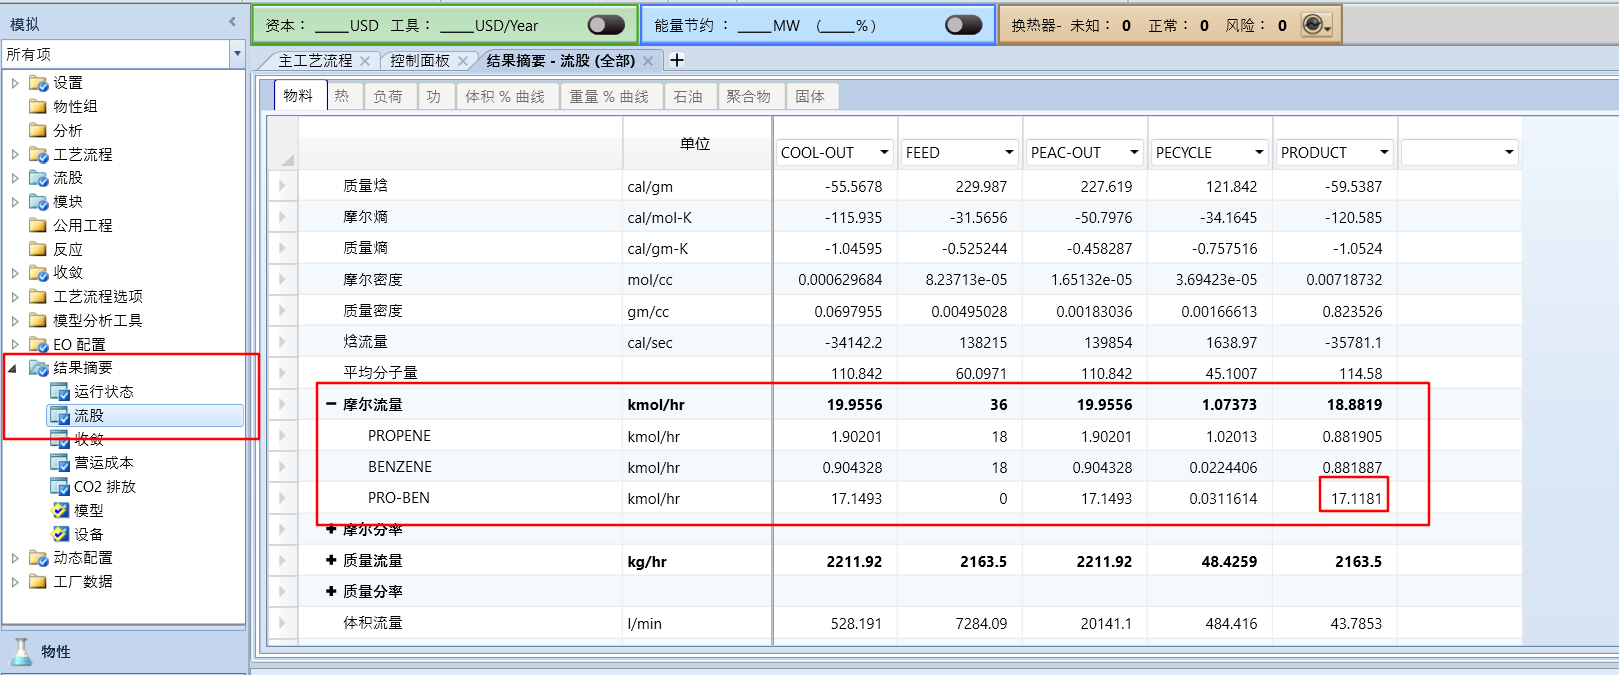 模拟
所有项
设置
物性组
分析
工艺流程
流股
模块
公用工程
反应
收敛
工艺流程选项
模型分析工具
EO 配置
结果摘要
运行状态
流股
收敛
营运成本
CO2 排放
模型
设备
动态配置
工厂数据
物性
资本： ____USD 工具： ____USD/Year
能量节约 ： ____MW (____%)
换热器- 未知： 0 正常： 0 风险： 0
主工艺流程 控制面板 结果摘要 - 流股 (全部)
物料 热 负荷 功 体积 % 曲线 重量 % 曲线 石油 聚合物 固体
单位 COOL-OUT FEED PEAC-OUT PECYCLE PRODUCT
质量焓 cal/gm -55.5678 229.987 227.619 121.842 -59.5387
摩尔熵 cal/mol-K -115.935 -31.5656 -50.7976 -34.1645 -120.585
质量熵 cal/gm-K -1.04595 -0.525244 -0.458287 -0.757516 -1.0524
摩尔密度 mol/cc 0.000629684 8.23713e-05 1.65132e-05 3.69423e-05 0.00718732
质量密度 gm/cc 0.0697955 0.00495028 0.00183036 0.00166613 0.823526
焓流量 cal/sec -34142.2 138215 139854 1638.97 -35781.1
平均分子量 110.842 60.0971 110.842 45.1007 114.58
摩尔流量 kmol/hr 19.9556 36 19.9556 1.07373 18.8819
PROPENE kmol/hr 1.90201 18 1.90201 1.02013 0.881905
BENZENE kmol/hr 0.904328 18 0.904328 0.0224406 0.881887
PRO-BEN kmol/hr 17.1493 0 17.1493 0.0311614 17.1181
摩尔分率
质量流量 kg/hr 2211.92 2163.5 2211.92 48.4259 2163.5
质量分率
体积流量 l/min 528.191 7284.09 20141.1 484.416 43.7853